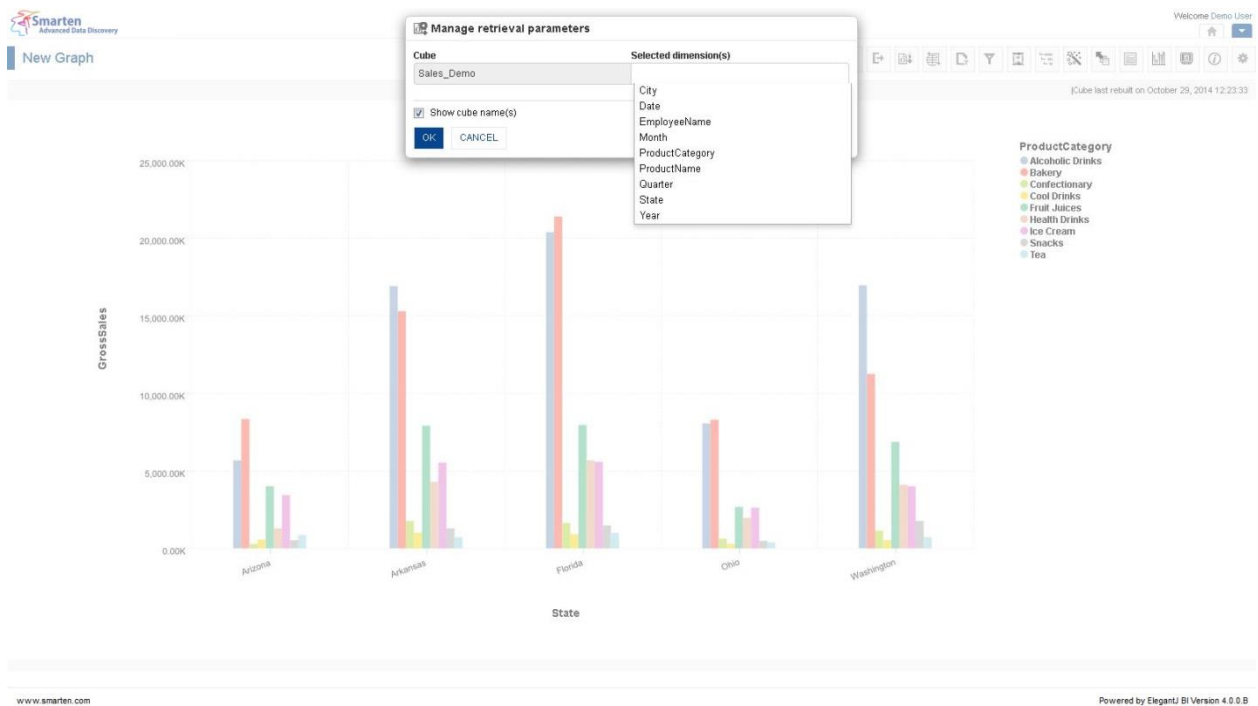 Smarten
Advanced Data Discovery
Welcome Demo User
New Graph
Manage retrieval parameters
Cube
Selected dimension(s)
Sales_Demo
Show cube name(s)
OK
CANCEL
City
Date
EmployeeName
Month
ProductCategory
ProductName
Quarter
State
Year
Cube last rebuilt on October 29, 2014 12:23:33
ProductCategory
Alcoholic Drinks
Bakery
Confectionary
Cool Drinks
Fruit Juices
Health Drinks
Ice Cream
Snacks
Tea
GrossSales
25,000.00K
20,000.00K
15,000.00K
10,000.00K
5,000.00K
0.00K
Arizona
Arkansas
Florida
Ohio
Washington
State
www.smarten.com
Powered by ElegantJ BI Version 4.0.0.B